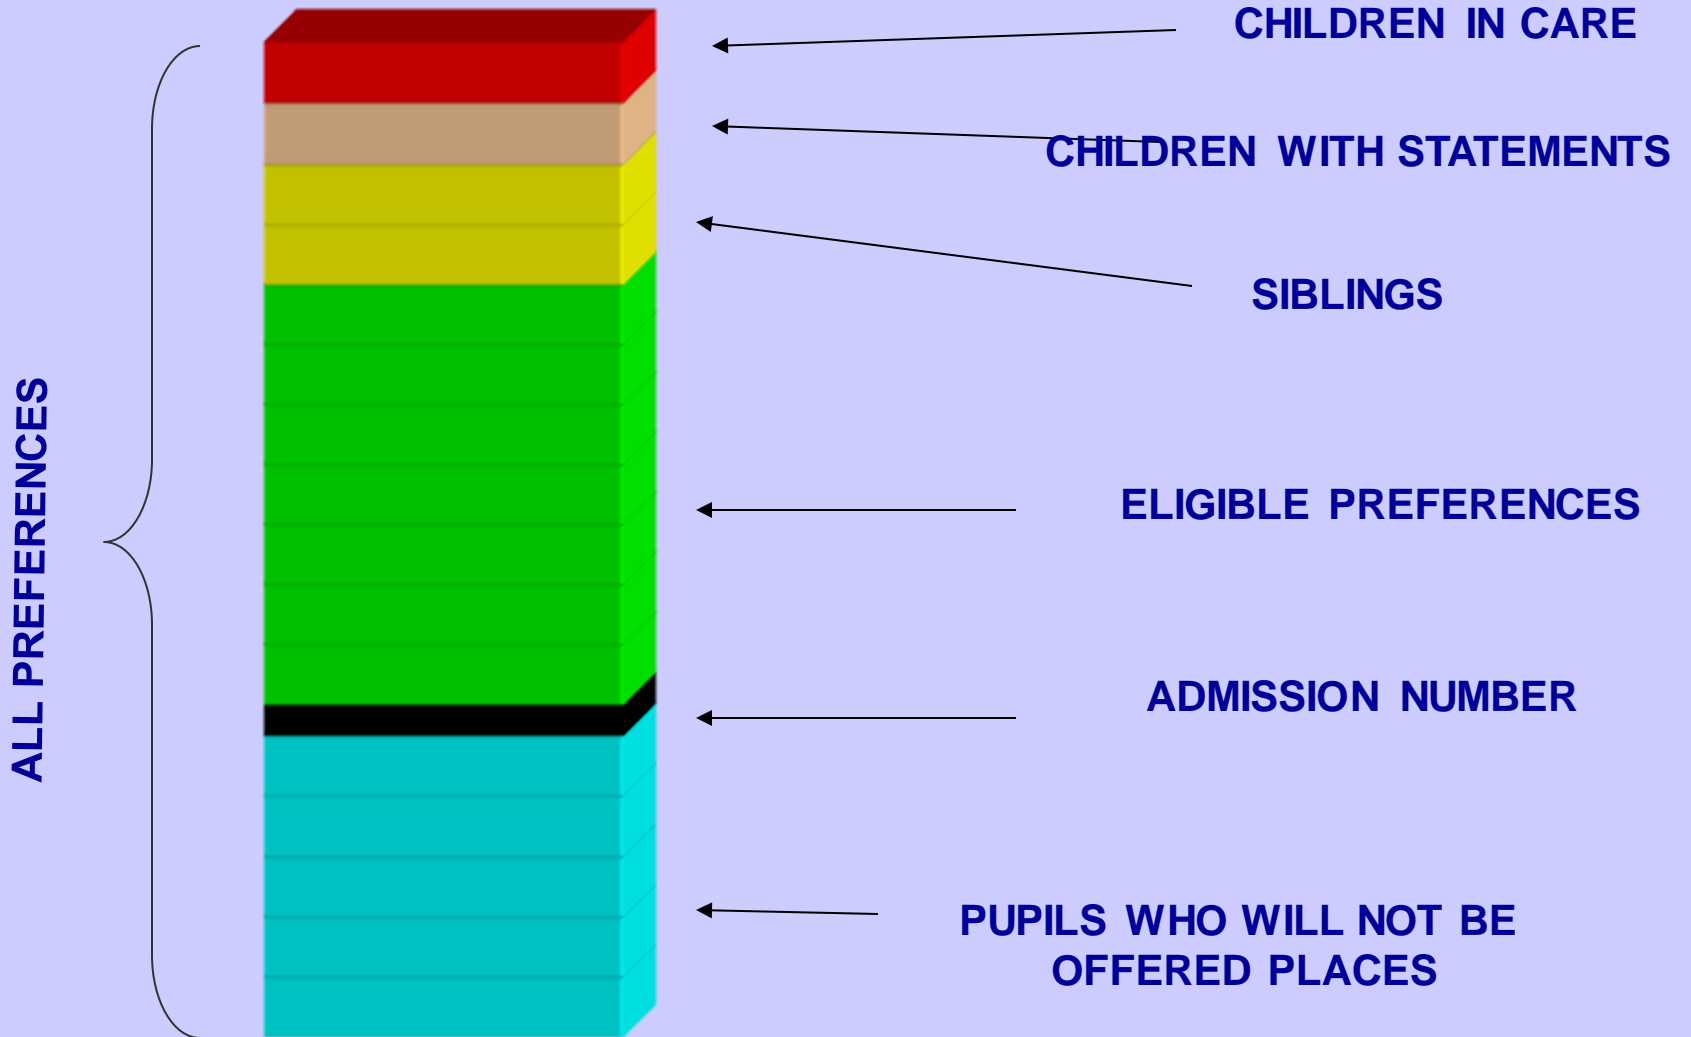 CHILDREN IN CARE
CHILDREN WITH STATEMENTS
SIBLINGS
ALL PREFERENCES
ELIGIBLE PREFERENCES
ADMISSION NUMBER
PUPILS WHO WILL NOT BE
OFFERED PLACES